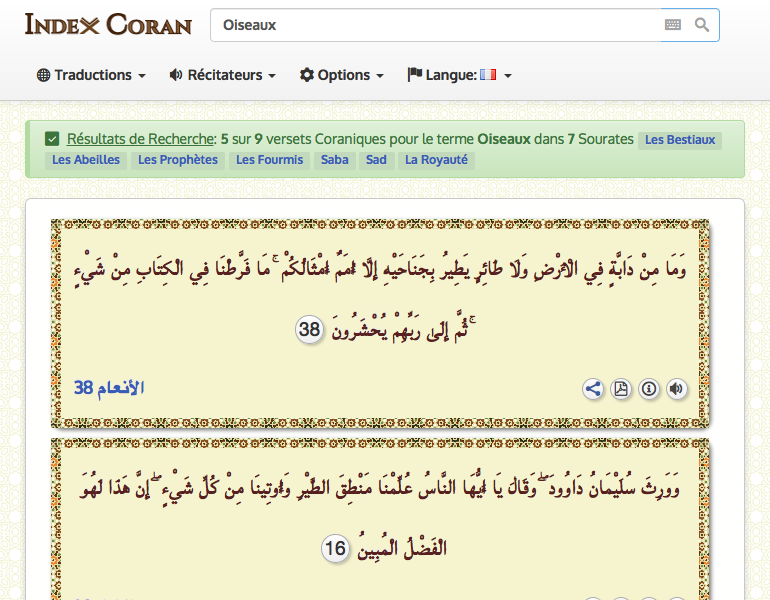 Index Coran
Oiseaux
Traductions Récitateurs Options Langue:
Résultats de Recherche: 5 sur 9 versets Coraniques pour le terme Oiseaux dans 7 Sourates Les Bestiaux
Les Abeilles Les Prophètes Les Fourmis Saba Sad La Royauté
وَمَا مِنْ دَابَّةٍ فِي الْأَرْضِ وَلَا طَائِرٍ يَطِيرُ بِجَنَاحَيْهِ إِلَّا أُمَمٌ أَمْثَالُكُمْ ۚ مَا فَرَّطْنَا فِي الْكِتَابِ مِنْ شَيْءٍ
ۚ ثُمَّ إِلَىٰ رَبِّهِمْ يُحْشَرُونَ 38
الأنعام 38
وَوَرِثَ سُلَيْمَانُ دَاوُودَ ۖ وَقَالَ يَا أَيُّهَا النَّاسُ عُلِّمْنَا مَنْطِقَ الطَّيْرِ وَأُوتِينَا مِنْ كُلِّ شَيْءٍ ۖ إِنَّ هَٰذَا لَهُوَ
الْفَضْلُ الْمُبِينُ 16